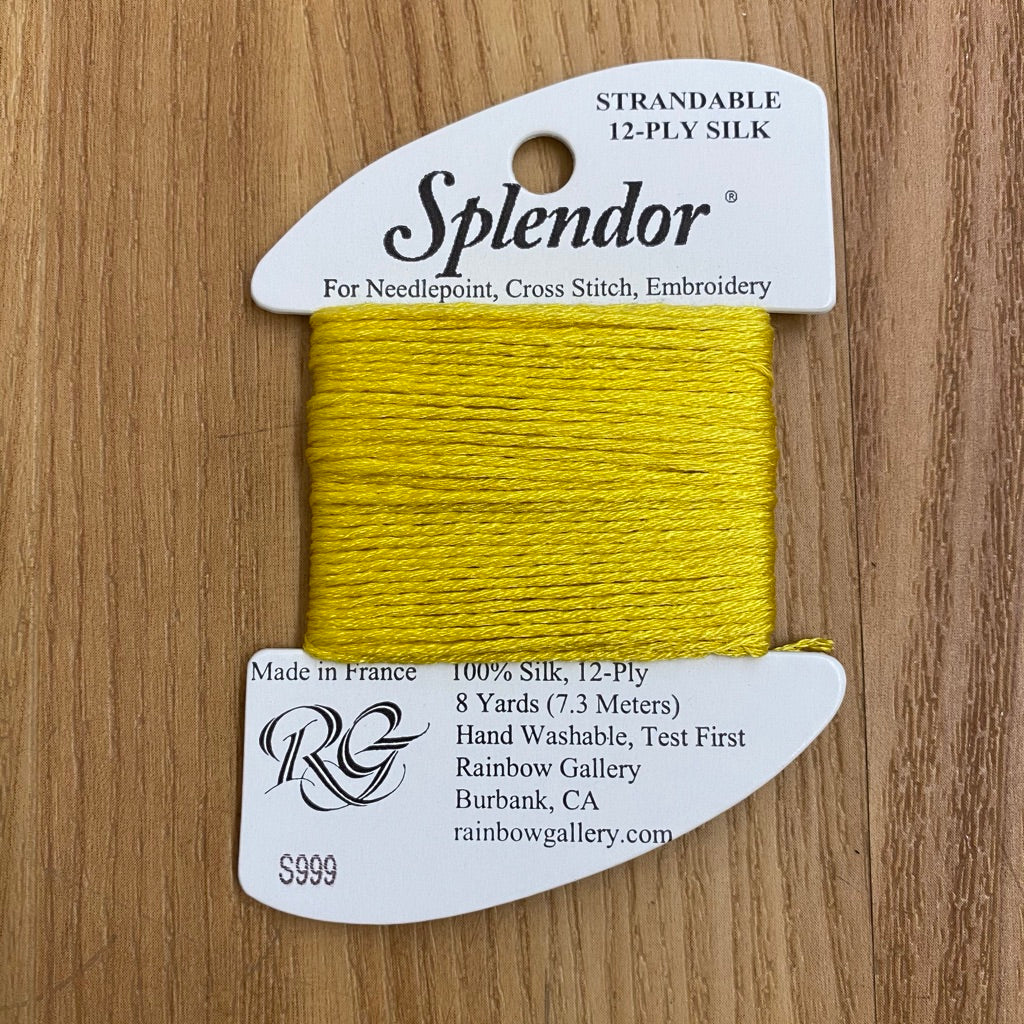 STRANDABLE
12-PLY SILK
Splendor ®
For Needlepoint, Cross Stitch, Embroidery
Made in France
100% Silk, 12-Ply
8 Yards (7.3 Meters)
Hand Washable, Test First
Rainbow Gallery
Burbank, CA
rainbowgallery.com
RG
S999